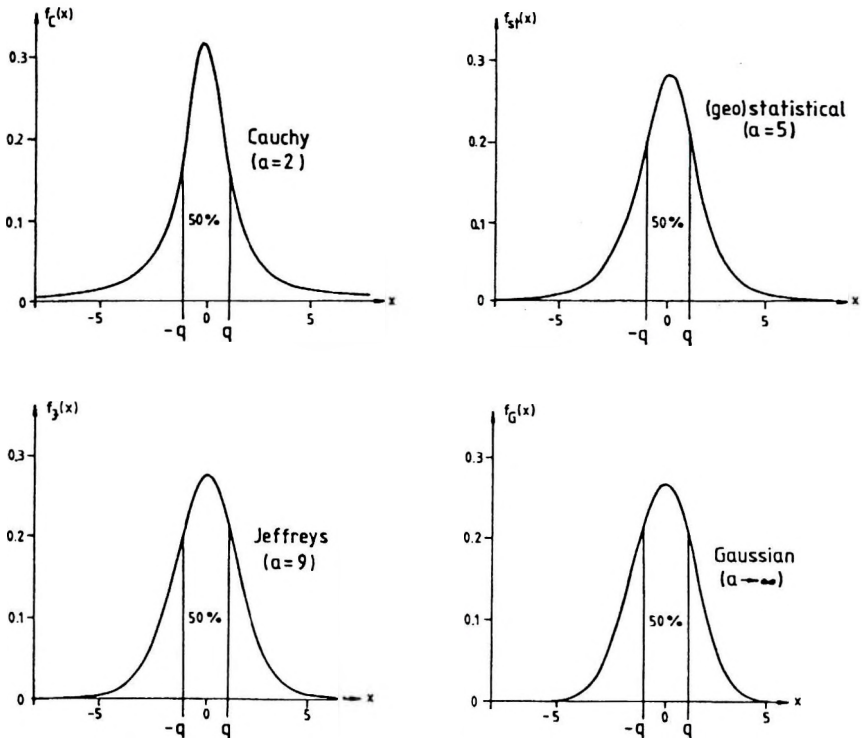 f_C(x)
0.3
0.2
0.1
0
Cauchy
(a=2)
50%
-5 0 5 x
-q q
f_st(x)
0.3
0.2
0.1
0
(geo)statistical
(a=5)
50%
-5 0 5 x
-q q
f_J(x)
0.3
0.2
0.1
0
Jeffreys
(a=9)
50%
-5 0 5 x
-q q
f_G(x)
0.3
0.2
0.1
0
Gaussian
(a→∞)
50%
-5 0 5 x
-q q